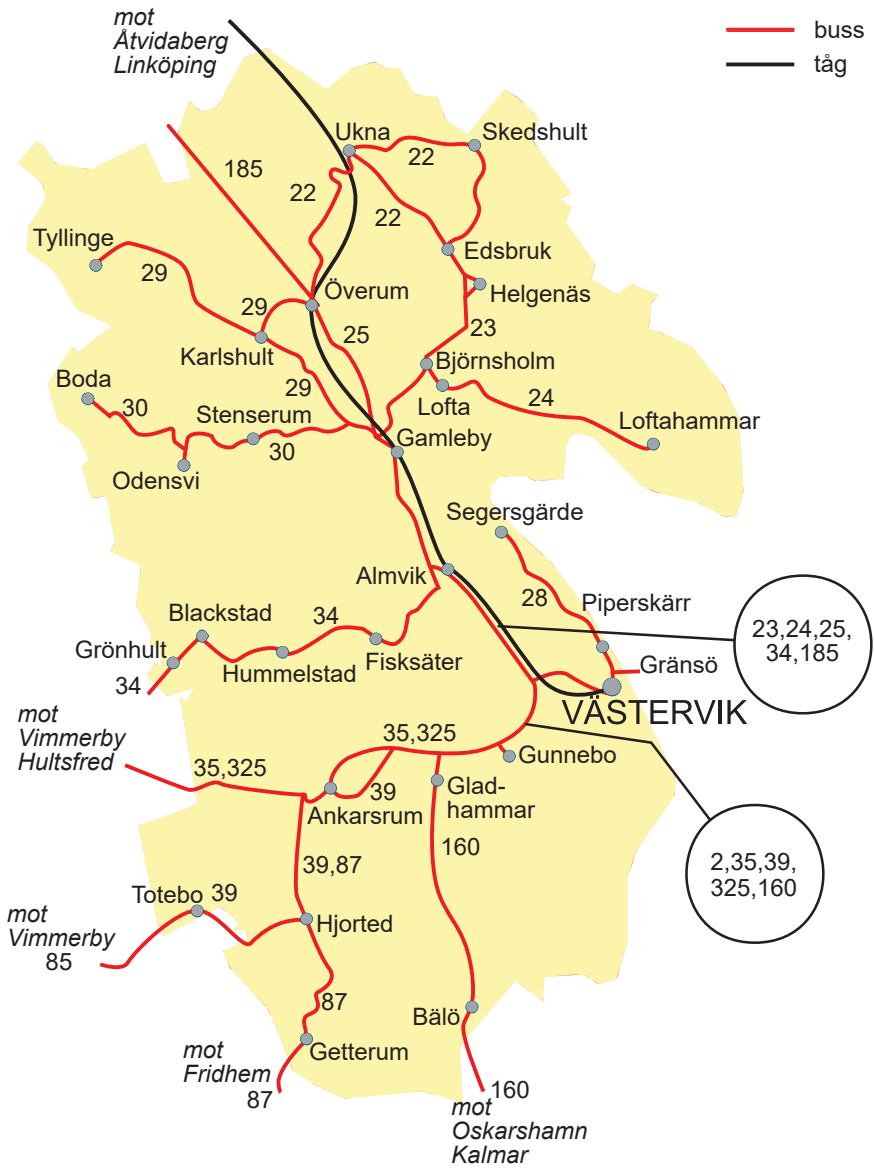 mot
Åtvidaberg
Linköping
buss
tåg
Ukna
22
Skedshult
185
22
22
Tyllinge
Edsbruk
29
Helgenäs
Överum
29
25
23
Karlshult
Björnsholm
Boda
29
Lofta
30
Stenserum
24
Loftahammar
30
Gamleby
Odensvi
Segersgärde
Almvik
28
Piperskärr
Blackstad
34
23,24,25,
34,185
Grönhult
Hummelstad
Fisksäter
Gränsö
34
VÄSTERVIK
mot
Vimmerby
Hultsfred
35,325
Gunnebo
35,325
39
Glad-
hammar
Ankarsrum
160
39,87
2,35,39,
325,160
Totebo
39
Hjorted
mot
Vimmerby
85
87
Bälö
Getterum
mot
Fridhem
87
160
mot
Oskarshamn
Kalmar